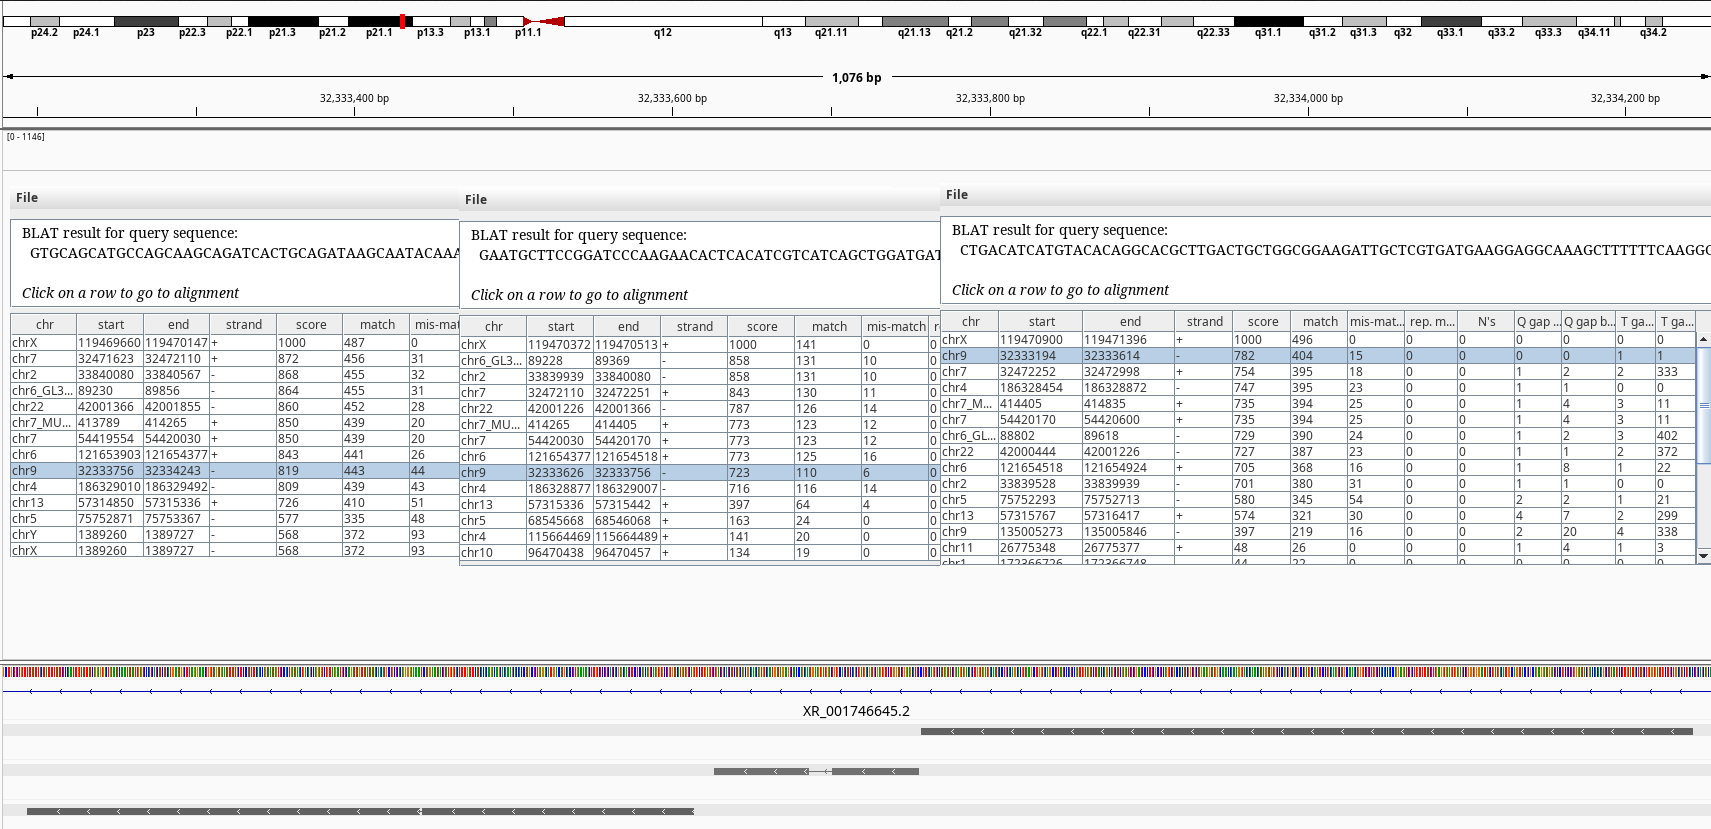 p24.2 p24.1 p23 p22.3 p22.1 p21.3 p21.2 p21.1 p13.3 p13.1 p11.1 q12 q13 q21.11 q21.13 q21.2 q21.32 q22.1 q22.31 q22.33 q31.1 q31.2 q31.3 q32 q33.1 q33.2 q33.3 q34.11 q34.2
1,076 bp
32,333,400 bp 32,333,600 bp 32,333,800 bp 32,334,000 bp 32,334,200 bp
[0 - 1146]
File
BLAT result for query sequence:
GTGCAGCATGCCAGCAAGCAGATCACTGCAGATAAGCAATACAAA
Click on a row to go to alignment
chr start end strand score match mis-mat
chrX 119469660 119470147 + 1000 487 0
chr7 32471623 32472110 + 872 456 31
chr2 33840080 33840567 - 868 455 32
chr6_GL3... 89230 89856 - 864 455 31
chr22 42001366 42001855 - 860 452 28
chr7_MU... 413789 414265 + 850 439 20
chr7 54419554 54420030 + 850 439 20
chr6 121653903 121654377 + 843 441 26
chr9 32333756 32334243 - 819 443 44
chr4 186329010 186329492 - 809 439 43
chr13 57314850 57315336 + 726 410 51
chr5 75752871 75753367 - 577 335 48
chrY 1389260 1389727 - 568 372 93
chrX 1389260 1389727 - 568 372 93
File
BLAT result for query sequence:
GAATGCTTCCGGATCCCAAGAACACTCACATCGTCATCAGCTGGATGAT
Click on a row to go to alignment
chr start end strand score match mis-match r
chrX 119470372 119470513 + 1000 141 0 0
chr6_GL3... 89228 89369 - 858 131 10 0
chr2 33839939 33840080 - 858 131 10 0
chr7 32472110 32472251 + 843 130 11 0
chr22 42001226 42001366 - 787 126 14 0
chr7_MU... 414265 414405 + 773 123 12 0
chr7 54420030 54420170 + 773 123 12 0
chr6 121654377 121654518 + 773 125 16 0
chr9 32333626 32333756 - 723 110 6 0
chr4 186328877 186329007 - 716 116 14 0
chr13 57315336 57315442 + 397 64 4 0
chr5 68545668 68546068 + 163 24 0 0
chr4 115664469 115664489 + 141 20 0 0
chr10 96470438 96470457 + 134 19 0 0
File
BLAT result for query sequence:
CTGACATCATGTACACAGGCACGCTTGACTGCTGGCGGAAGATTGCTCGTGATGAAGGAGGCAAAGCTTTTTTCAAGGC
Click on a row to go to alignment
chr start end strand score match mis-mat... rep. m... N's Q gap ... Q gap b... T ga... T ga...
chrX 119470900 119471396 + 1000 496 0 0 0 0 0 0 0
chr9 32333194 32333614 - 782 404 15 0 0 0 0 1 1
chr7 32472252 32472998 + 754 395 18 0 0 1 2 2 333
chr4 186328454 186328872 - 747 395 23 0 0 1 1 0 0
chr7_M... 414405 414835 + 735 394 25 0 0 1 4 3 11
chr7 54420170 54420600 + 735 394 25 0 0 1 4 3 11
chr6_GL... 88802 89618 - 729 390 24 0 0 1 2 3 402
chr22 42000444 42001226 - 727 387 23 0 0 1 1 2 372
chr6 121654518 121654924 + 705 368 16 0 0 1 8 1 22
chr2 33839528 33839939 - 701 380 31 0 0 1 1 0 0
chr5 75752293 75752713 - 580 345 54 0 0 2 2 1 21
chr13 57315767 57316417 + 574 321 30 0 0 4 7 2 299
chr9 135005273 135005846 - 397 219 16 0 0 2 20 4 338
chr11 26775348 26775377 + 48 26 0 0 0 1 4 1 3
chr1 172366726 172366748 44 22 0 0 0 0 0 0 0
XR_001746645.2